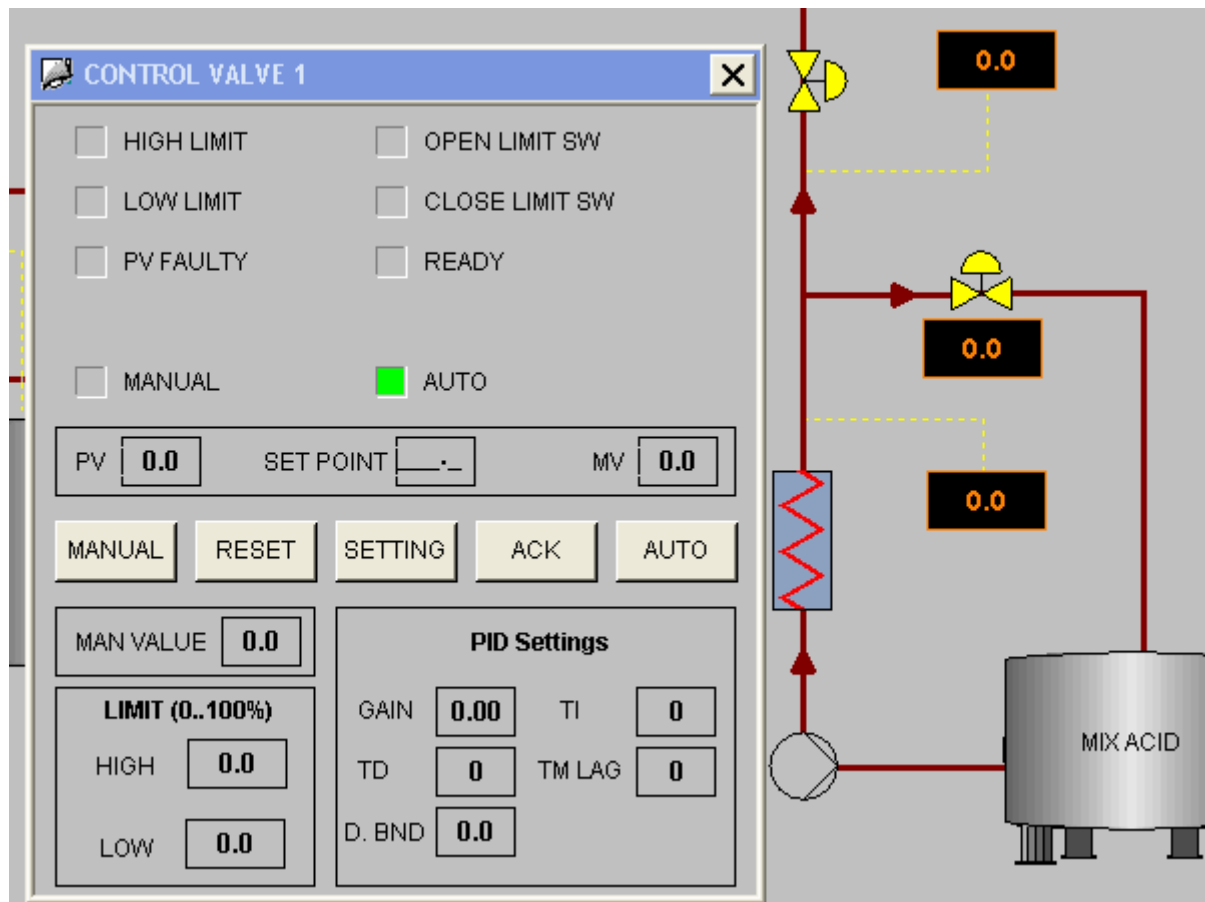 CONTROL VALVE 1
HIGH LIMIT
OPEN LIMIT SW
LOW LIMIT
CLOSE LIMIT SW
PV FAULTY
READY
MANUAL
AUTO
PV 0.0 SET POINT ___._ MV 0.0
MANUAL RESET SETTING ACK AUTO
MAN VALUE 0.0
LIMIT (0..100%)
HIGH 0.0
LOW 0.0
PID Settings
GAIN 0.00 TI 0
TD 0 TM LAG 0
D. BND 0.0
0.0
0.0
0.0
MIX ACID